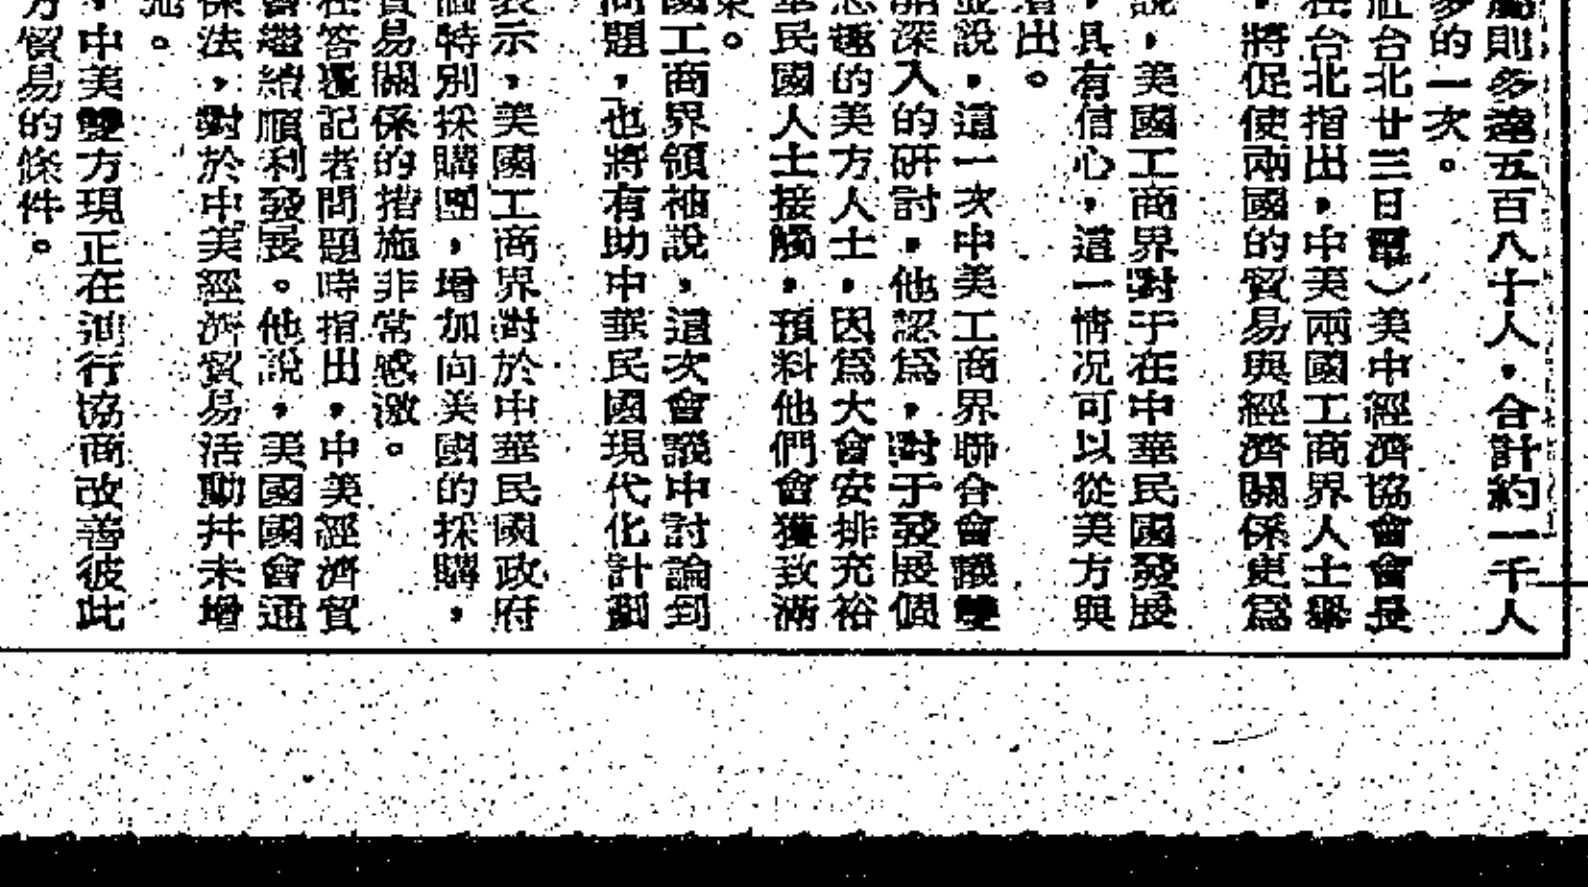 則多達五百八十人，合計約一千人
多的一次。
社台北廿三日電）美中經濟協會會長
在台北指出，中美兩國工商界人士舉
，將促使兩國的貿易與經濟關係更為
說，美國工商界對于在中華民國發展
，具有信心，這一情況可以從美方與
出。
並說，這一次中美工商界聯合會議雙
深入的研討，他認為，對于發展個
趣的美方人士，因為大會安排充裕
華民國人士接觸，預料他們會獲致滿
。
國工商界領袖說，這次會議中討論到
問題，也將有助中華民國現代化計劃
表示，美國工商界對於中華民國政府
個特別採購團，增加向美國的採購，
貿易關係的措施非常感激。
在答覆記者問題時指出，中美經濟貿
會繼續順利發展。他說，美國國會通
係法，對於中美經濟貿易活動并未增
。
，中美雙方現正在進行協商改善彼此
方貿易的條件。